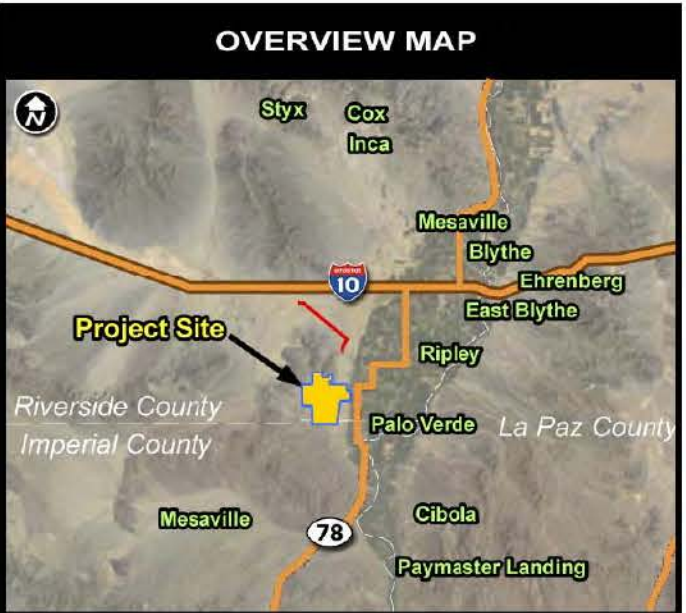 OVERVIEW MAP
N
Styx
Cox
Inca
Mesaville
Blythe
10
Ehrenberg
East Blythe
Project Site
Ripley
Riverside County
Palo Verde
La Paz County
Imperial County
Mesaville
Cibola
78
Paymaster Landing